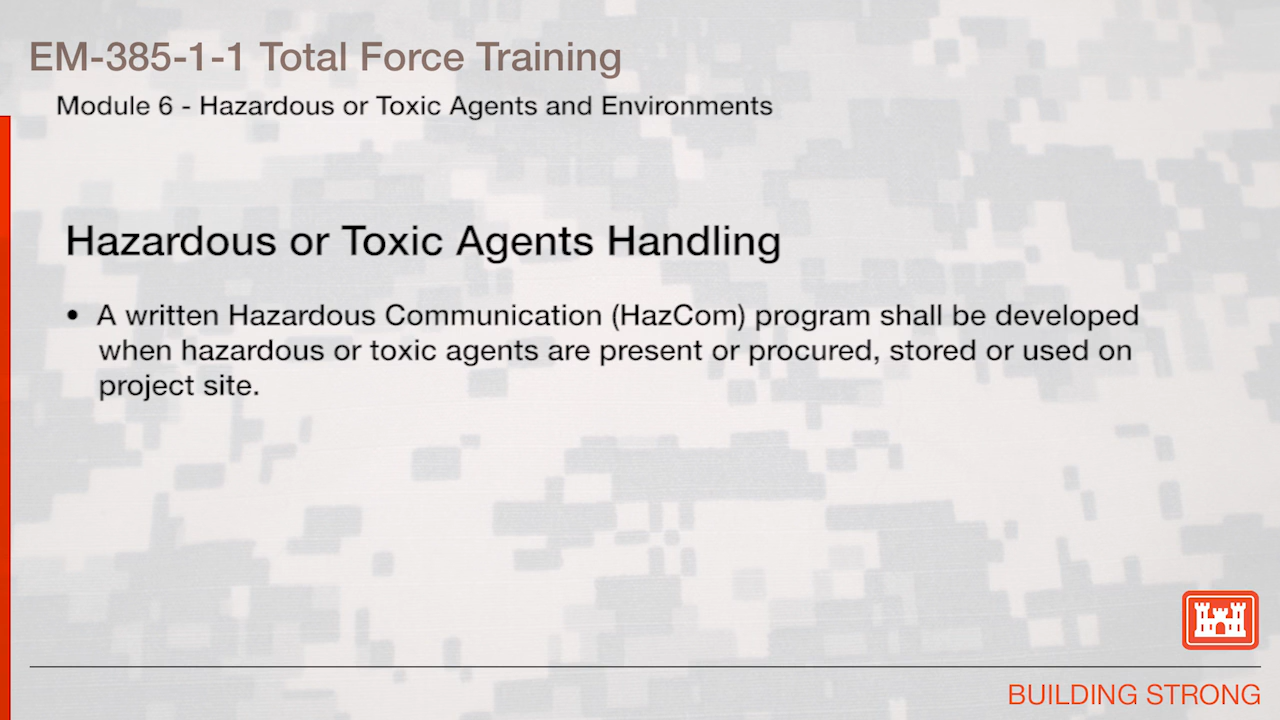 EM-385-1-1 Total Force Training
Module 6 - Hazardous or Toxic Agents and Environments
Hazardous or Toxic Agents Handling
• A written Hazardous Communication (HazCom) program shall be developed
when hazardous or toxic agents are present or procured, stored or used on
project site.
BUILDING STRONG